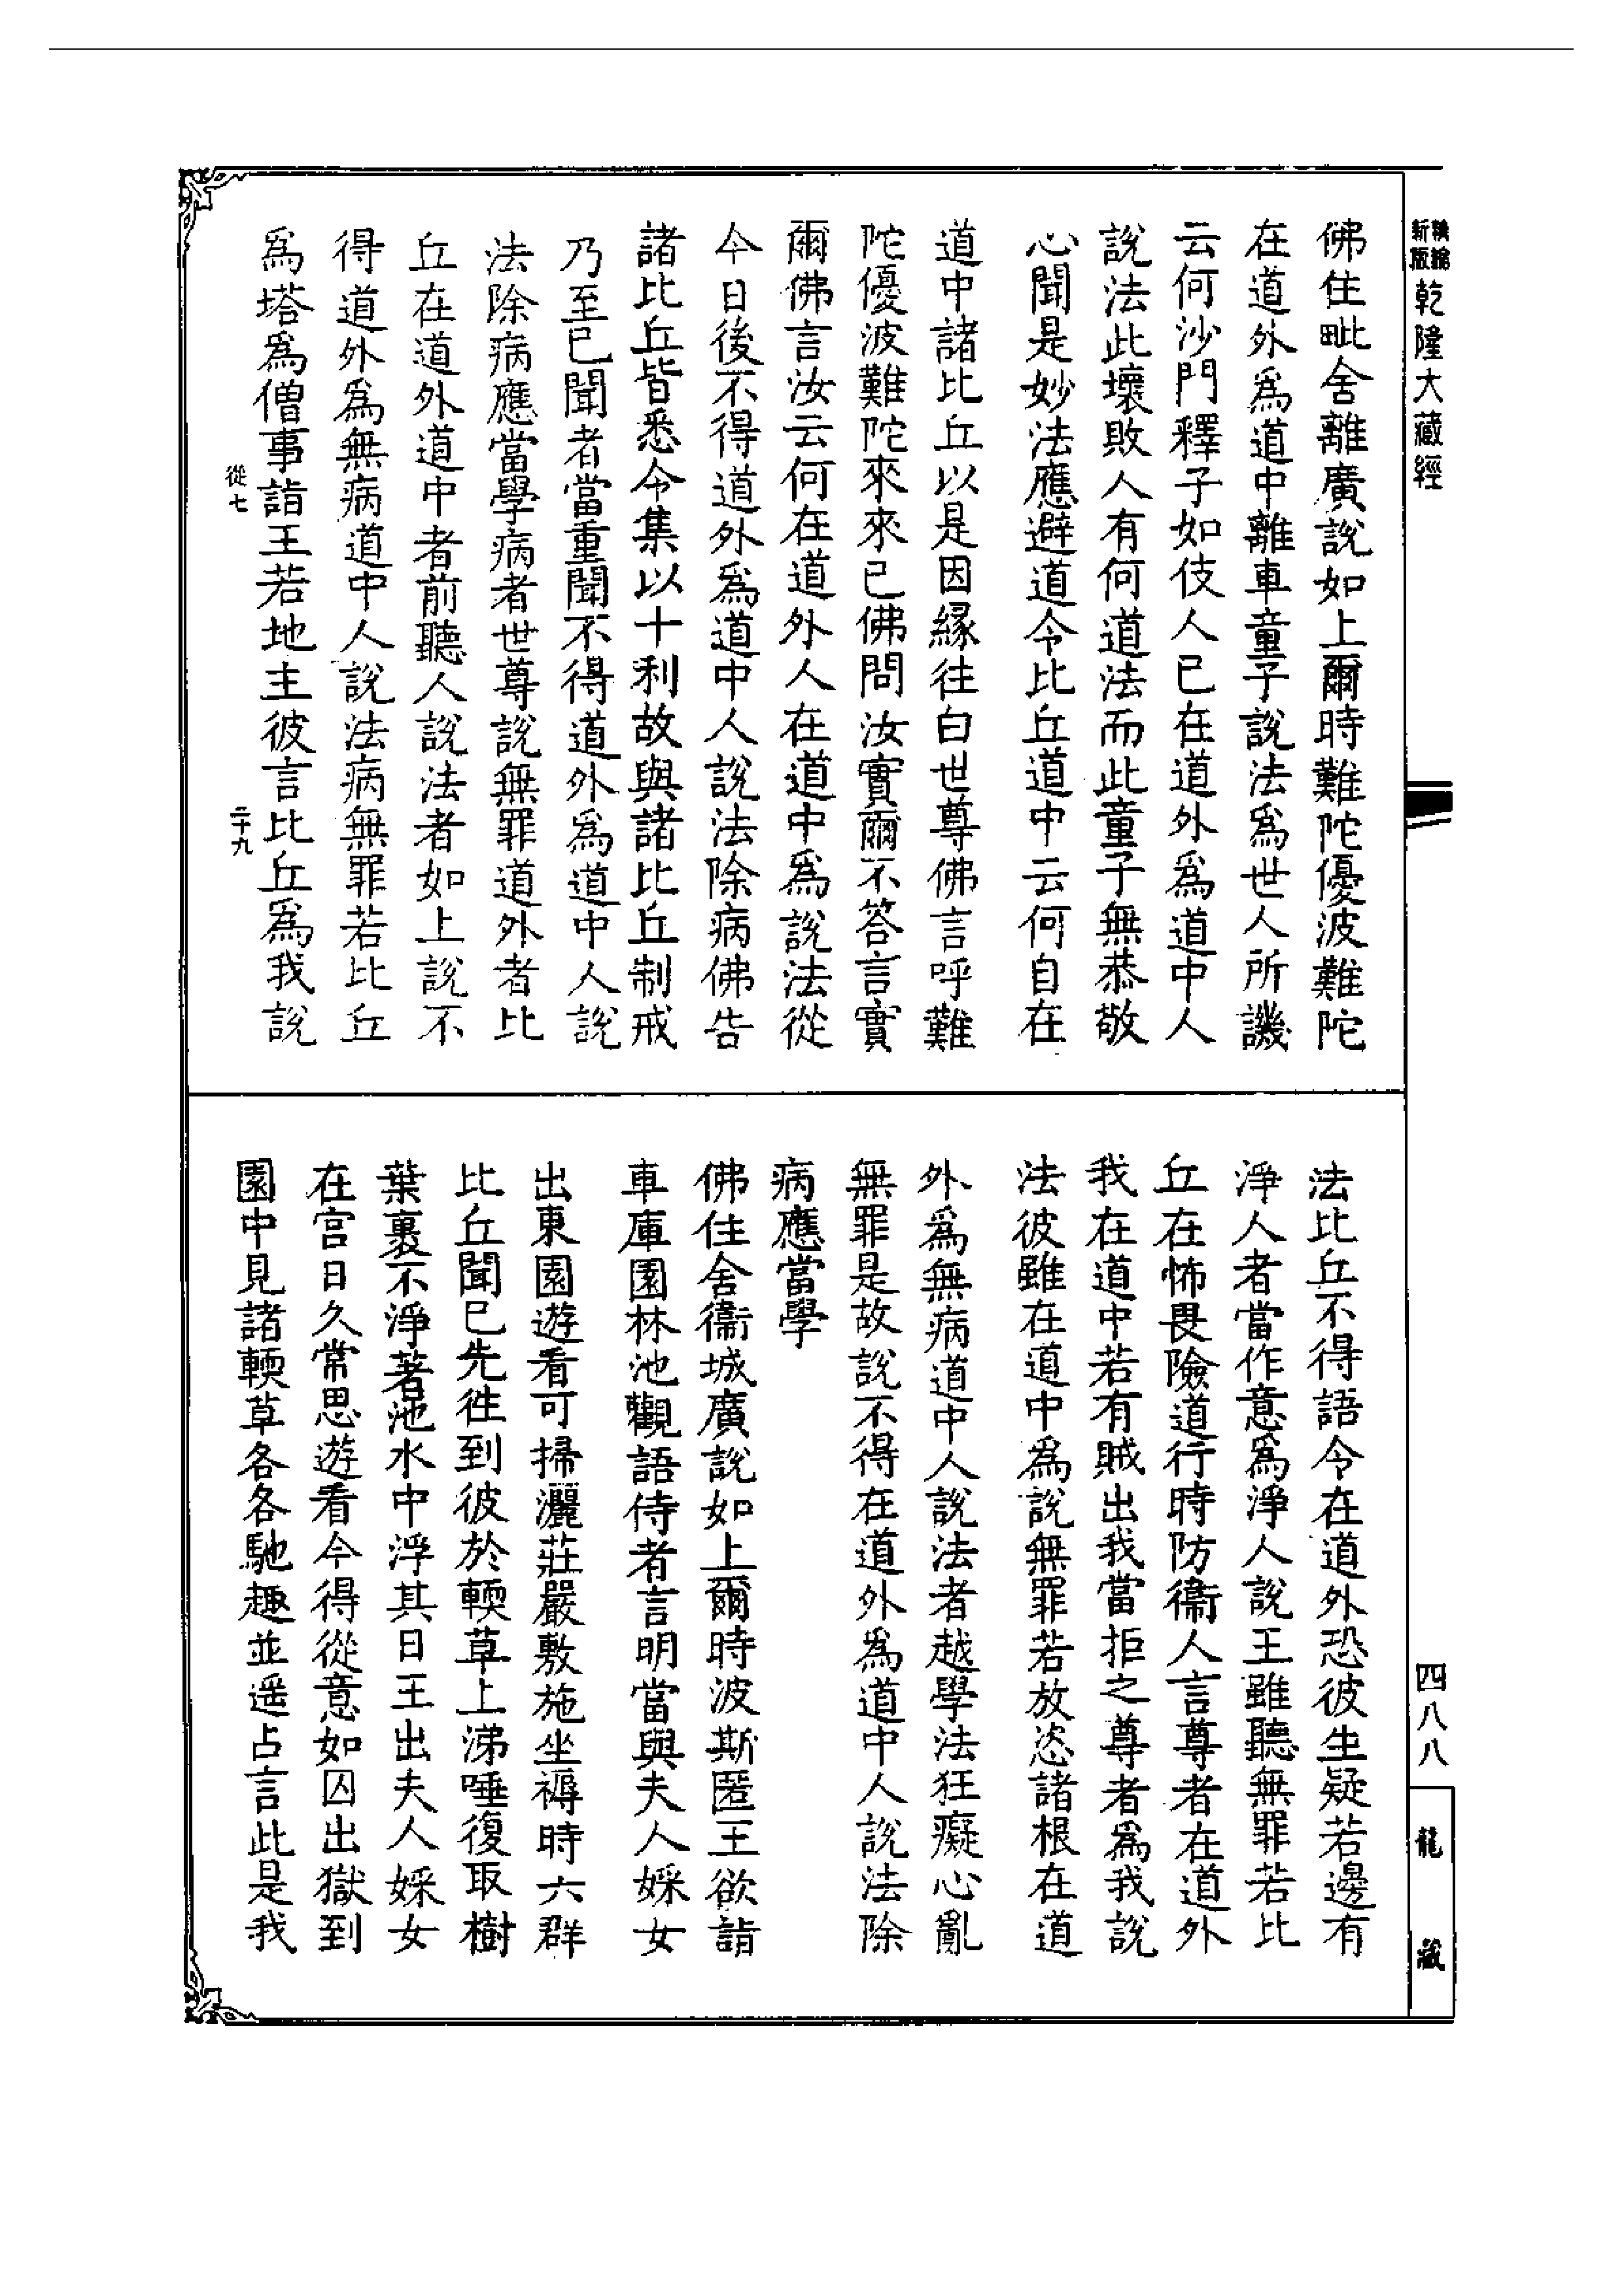 新版
乾隆大藏經
佛住毗舍離廣說如上爾時難陀優波難陀
在道外爲道中離車童子說法爲世人所譏
云何沙門釋子如伎人已在道外爲道中人
說法此壞敗人有何道法而此童子無恭敬
心聞是妙法應避道令比丘道中云何自在
道中諸比丘以是因緣往白世尊佛言呼難
陀優波難陀來來已佛問汝實爾不答言實
爾佛言汝云何在道外人在道中爲說法從
今日後不得道外爲道中人說法除病佛告
諸比丘皆悉令集以十利故與諸比丘制戒
乃至已聞者當重聞不得道外爲道中人說
法除病應當學病者世尊說無罪道外者比
丘在道外道中者前聽人說法者如上說不
得道外爲無病道中人說法病無罪若比丘
爲塔爲僧事詣王若地主彼言比丘爲我說
從七
二十九
法比丘不得語令在道外恐彼生疑若邊有
淨人者當作意爲淨人說王雖聽無罪若比
丘在怖畏險道行時防衞人言尊者在道外
我在道中若有賊出我當拒之尊者爲我說
法彼雖在道中爲說無罪若放恣諸根在道
外爲無病道中人說法者越學法狂癡心亂
無罪是故說不得在道外爲道中人說法除
病應當學
佛住舍衞城廣說如上爾時波斯匿王欲詣
車庫園林池觀語侍者言明當與夫人婇女
出東園遊看可掃灑莊嚴敷施坐褥時六群
比丘聞已先徃到彼於輭草上涕唾復取樹
葉裹不淨著池水中浮其日王出夫人婇女
在宫日久常思遊看今得從意如囚出獄到
園中見諸輭草各各馳趣並遥占言此是我
四八八
龍藏